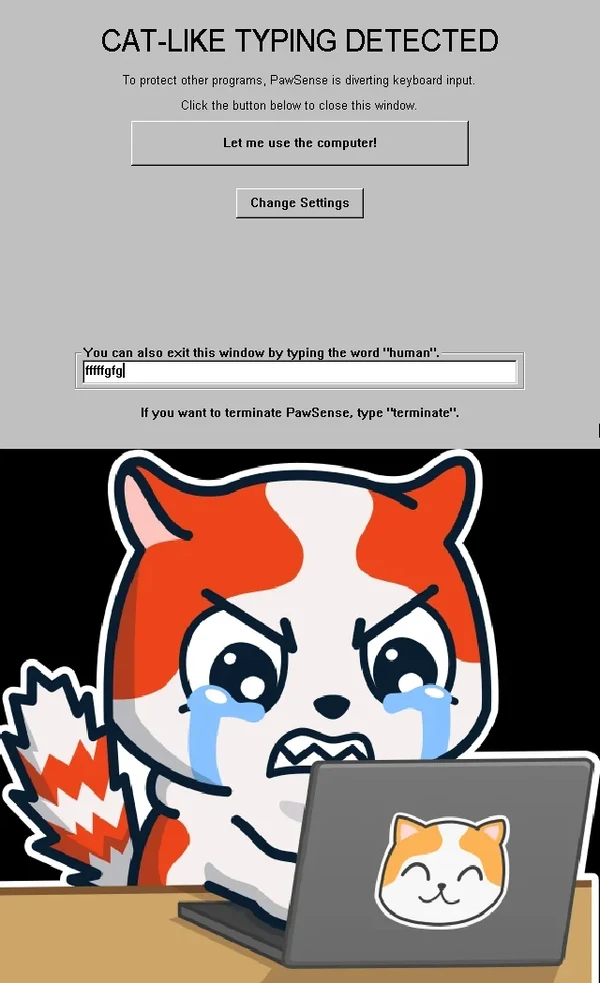 CAT-LIKE TYPING DETECTED
To protect other programs, PawSense is diverting keyboard input.
Click the button below to close this window.
Let me use the computer!
Change Settings
You can also exit this window by typing the word "human".
fffffgfg
If you want to terminate PawSense, type "terminate".